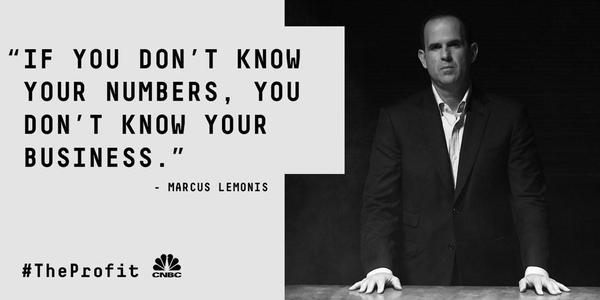 “IF YOU DON’T KNOW
YOUR NUMBERS, YOU
DON’T KNOW YOUR
BUSINESS.”
- MARCUS LEMONIS
#TheProfit
CNBC